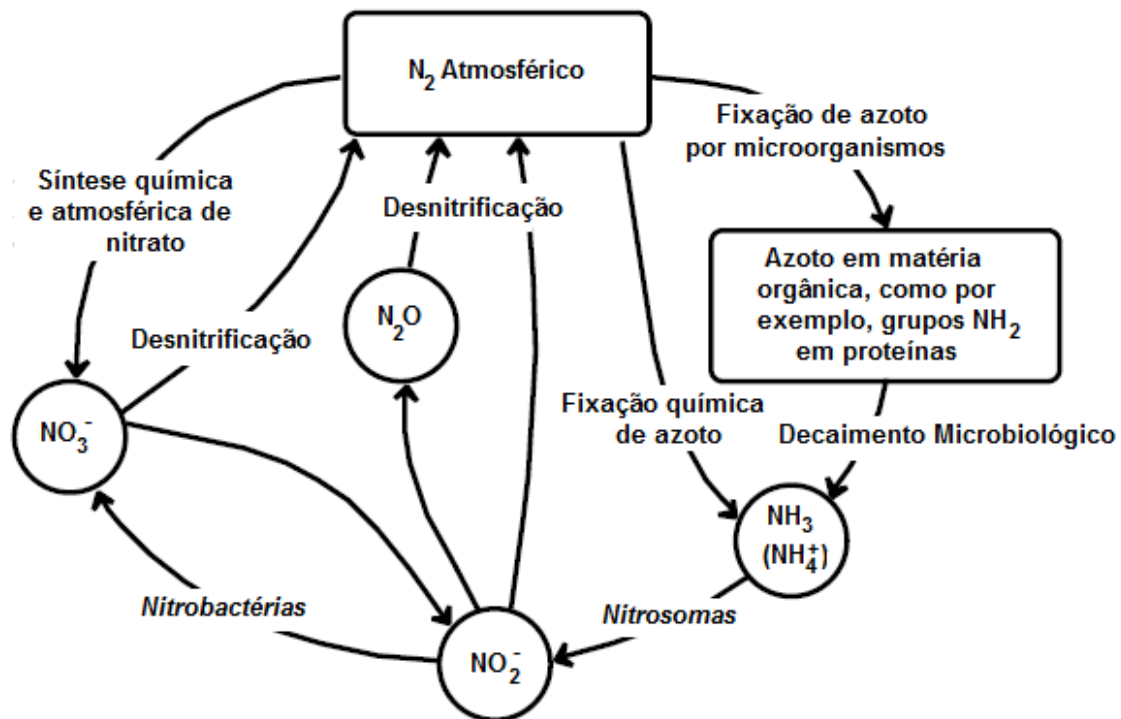 N2 Atmosférico
Fixação de azoto
por microorganismos
Síntese química
e atmosférica de
nitrato
Desnitrificação
Azoto em matéria
orgânica, como por
exemplo, grupos NH2
em proteínas
N2O
Desnitrificação
Fixação química
de azoto
Decaimento Microbiológico
NO3-
NH3
(NH4+)
Nitrobactérias
Nitrosomas
NO2-